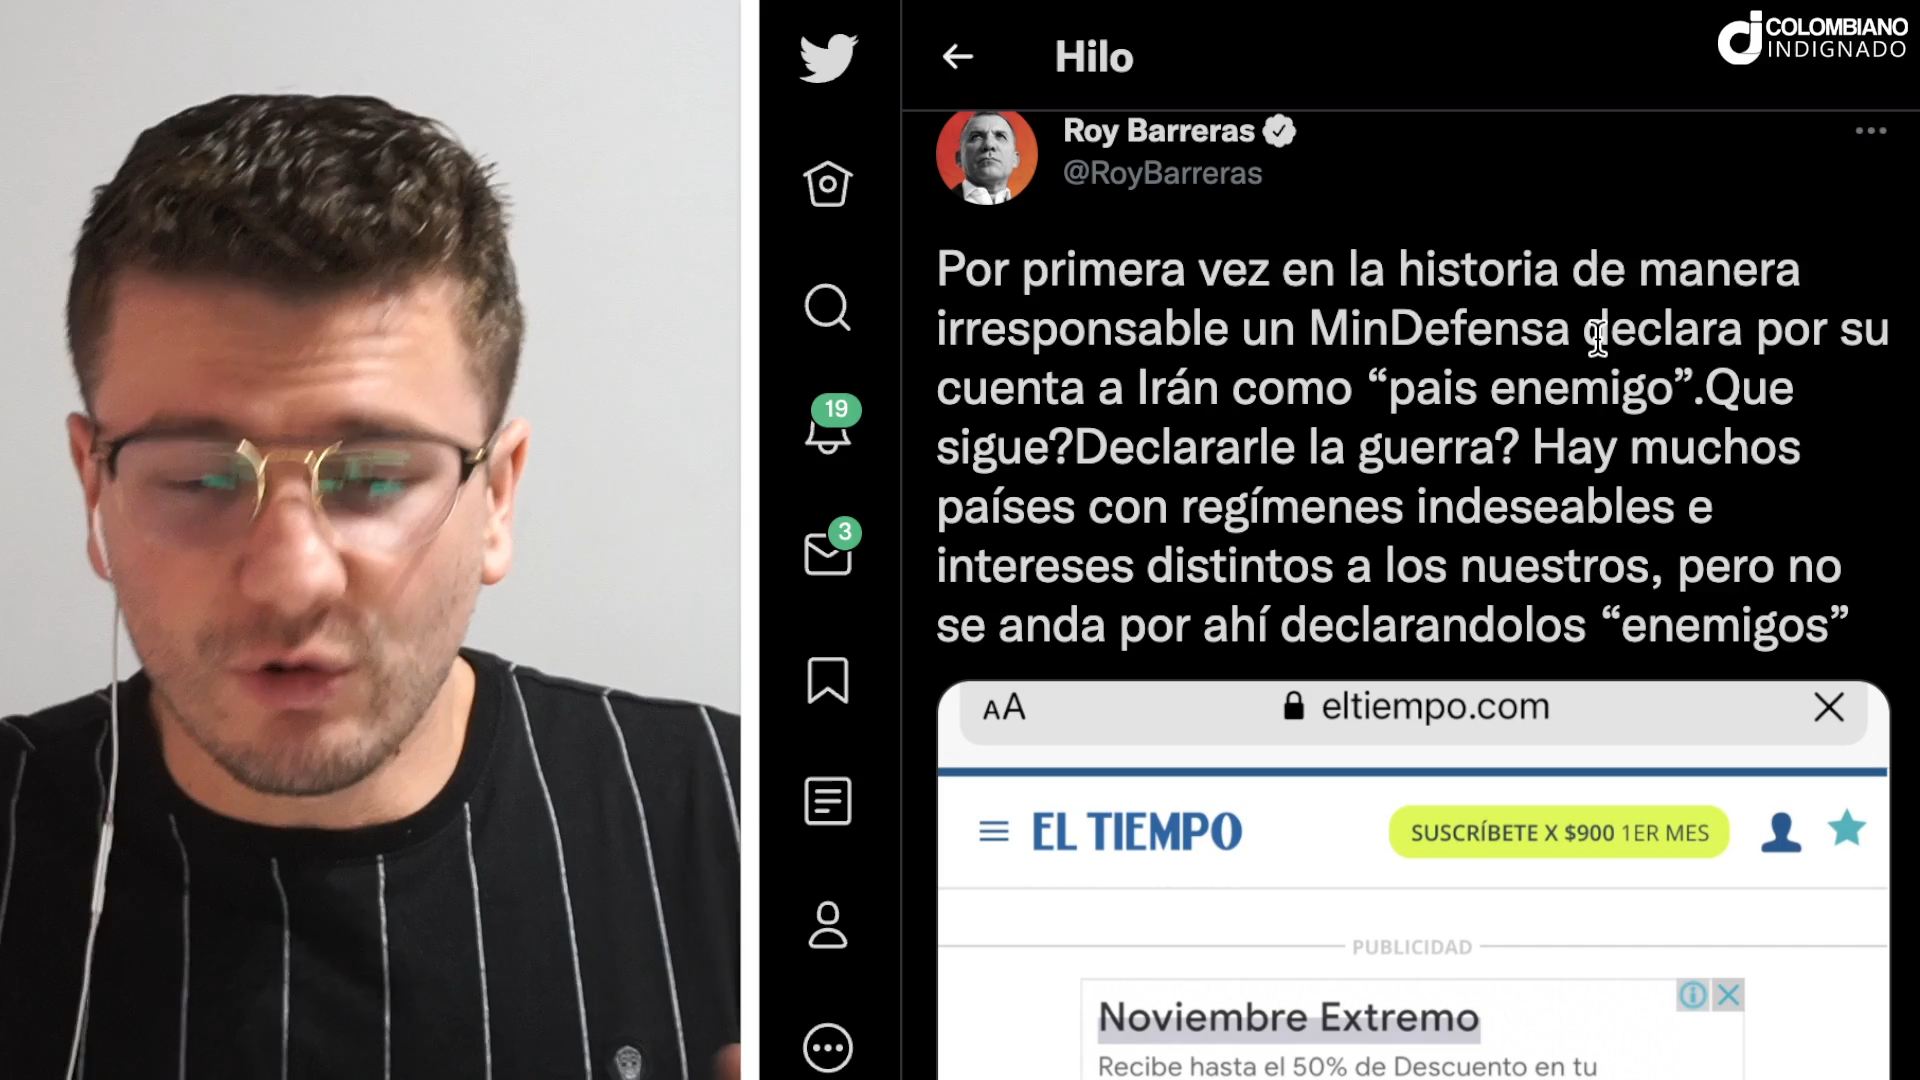 COLOMBIANO
INDIGNADO
Hilo
Roy Barreras
@RoyBarreras
Por primera vez en la historia de manera
irresponsable un MinDefensa declara por su
cuenta a Irán como “pais enemigo”.Que
sigue?Declararle la guerra? Hay muchos
países con regímenes indeseables e
intereses distintos a los nuestros, pero no
se anda por ahí declarandolos “enemigos”
19
3
AA eltiempo.com
EL TIEMPO
SUSCRÍBETE X $900 1ER MES
PUBLICIDAD
Noviembre Extremo
Recibe hasta el 50% de Descuento en tu